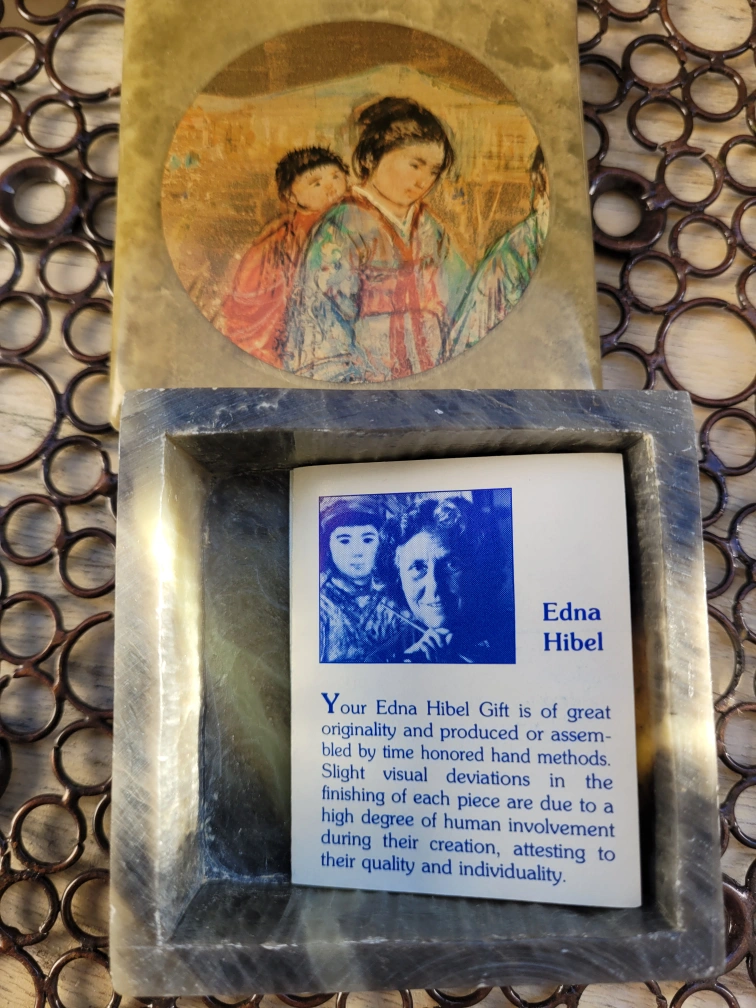 Edna
Hibel
Your Edna Hibel Gift is of great
originality and produced or assem-
bled by time honored hand methods.
Slight visual deviations in the
finishing of each piece are due to a
high degree of human involvement
during their creation, attesting to
their quality and individuality.